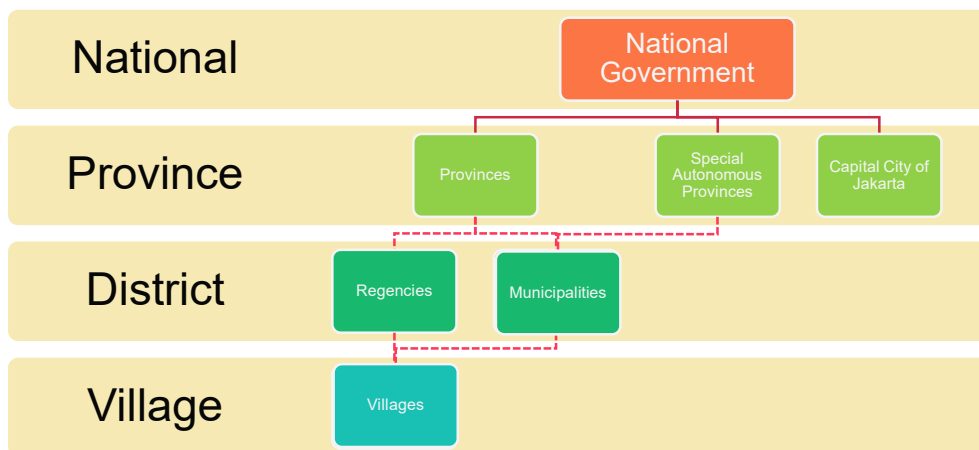 National
National
Government
Province
Provinces
Special
Autonomous
Provinces
Capital City of
Jakarta
District
Regencies
Municipalities
Village
Villages